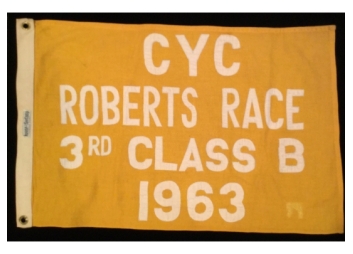 CYC
ROBERTS RACE
3RD CLASS B
1963